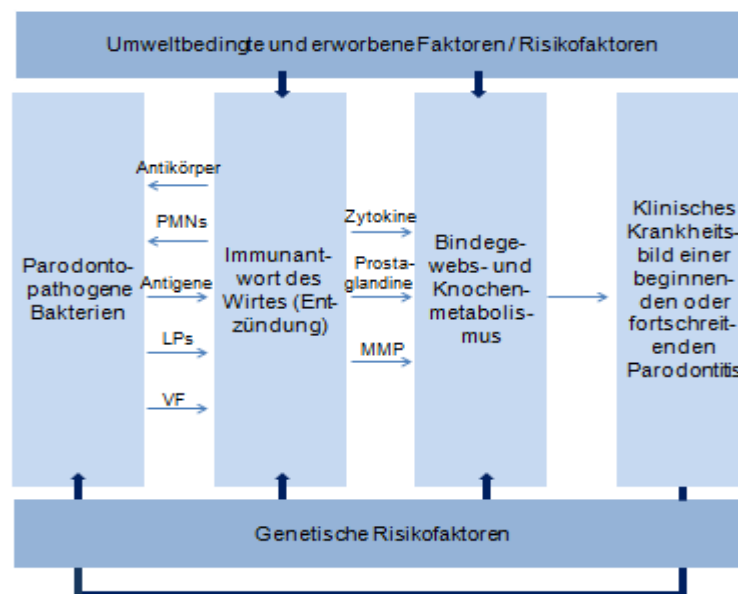 Umweltbedingte und erworbene Faktoren / Risikofaktoren
Parodonto-
pathogene
Bakterien
Antikörper
PMNs
Antigene
LPs
VF
Immunant-
wort des
Wirtes (Ent-
zündung)
Zytokine
Prosta-
glandine
MMP
Bindege-
webs- und
Knochen-
metabolis-
mus
Klinisches
Krankheits-
bild einer
beginnen-
den oder
fortschreit-
enden
Parodontitis
Genetische Risikofaktoren